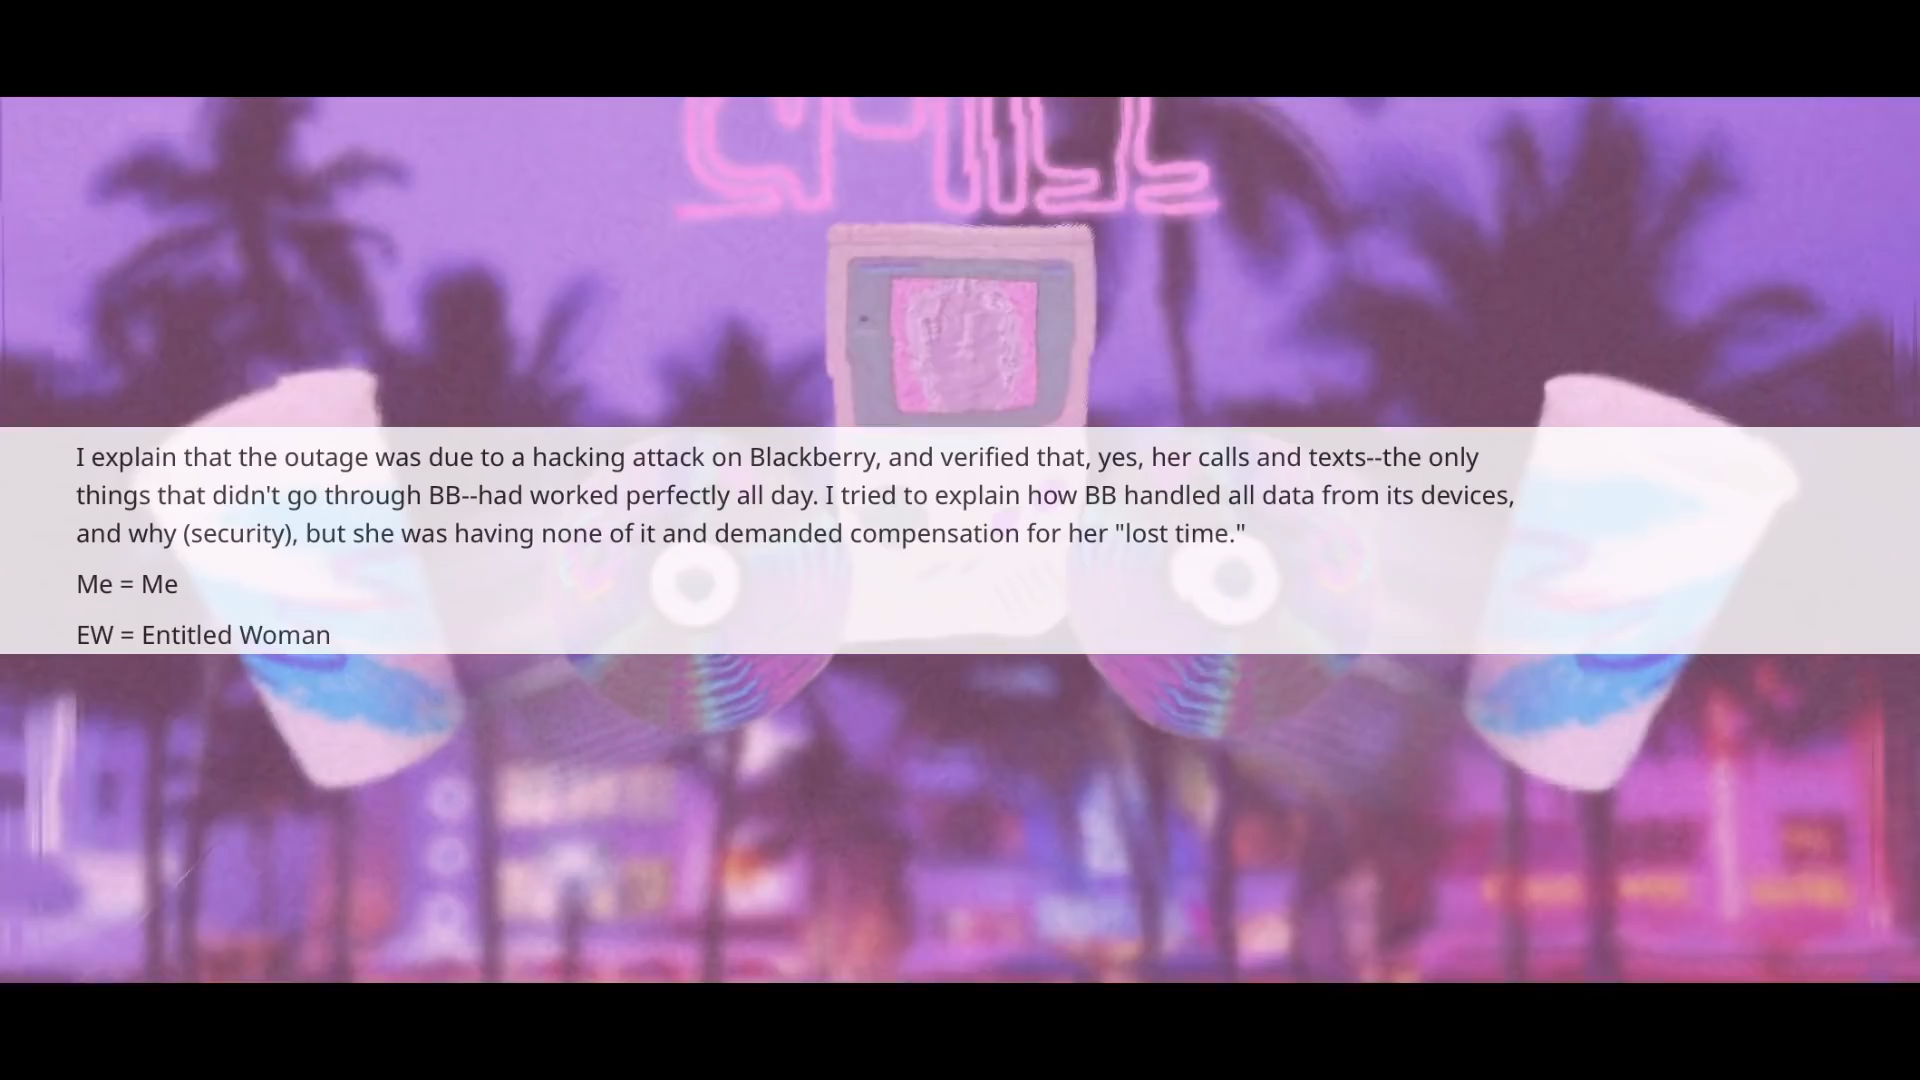 I explain that the outage was due to a hacking attack on Blackberry, and verified that, yes, her calls and texts--the only
things that didn't go through BB--had worked perfectly all day. I tried to explain how BB handled all data from its devices,
and why (security), but she was having none of it and demanded compensation for her "lost time."
Me = Me
EW = Entitled Woman